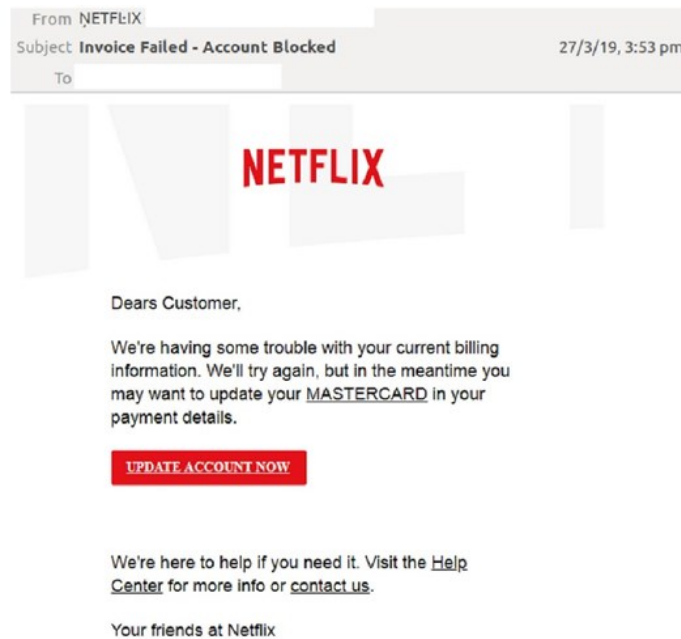 From ŅETFĿIX
Subject Invoice Failed - Account Blocked 27/3/19, 3:53 pm
To
NETFLIX
Dears Customer,
We're having some trouble with your current billing
information. We'll try again, but in the meantime you
may want to update your MASTERCARD in your
payment details.
UPDATE ACCOUNT NOW
We're here to help if you need it. Visit the Help
Center for more info or contact us.
Your friends at Netflix